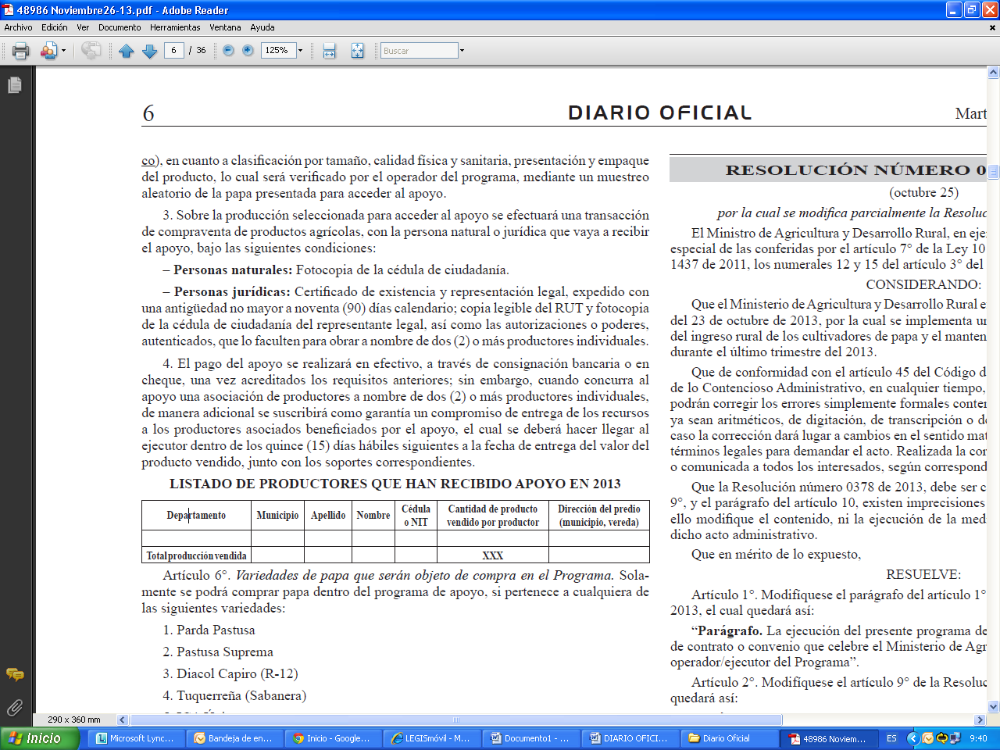 48986 Noviembre26-13.pdf - Adobe Reader
Archivo Edición Ver Documento Herramientas Ventana Ayuda
6 / 36 125% Buscar
6 DIARIO OFICIAL Mart
co), en cuanto a clasificación por tamaño, calidad física y sanitaria, presentación y empaque
del producto, lo cual será verificado por el operador del programa, mediante un muestreo
aleatorio de la papa presentada para acceder al apoyo.
3. Sobre la producción seleccionada para acceder al apoyo se efectuará una transacción
de compraventa de productos agrícolas, con la persona natural o jurídica que vaya a recibir
el apoyo, bajo las siguientes condiciones:
– Personas naturales: Fotocopia de la cédula de ciudadanía.
– Personas jurídicas: Certificado de existencia y representación legal, expedido con
una antigüedad no mayor a noventa (90) días calendario; copia legible del RUT y fotocopia
de la cédula de ciudadanía del representante legal, así como las autorizaciones o poderes,
autenticados, que lo faculten para obrar a nombre de dos (2) o más productores individuales.
4. El pago del apoyo se realizará en efectivo, a través de consignación bancaria o en
cheque, una vez acreditados los requisitos anteriores; sin embargo, cuando concurra al
apoyo una asociación de productores a nombre de dos (2) o más productores individuales,
de manera adicional se suscribirá como garantía un compromiso de entrega de los recursos
a los productores asociados beneficiados por el apoyo, el cual se deberá hacer llegar al
ejecutor dentro de los quince (15) días hábiles siguientes a la fecha de entrega del valor del
producto vendido, junto con los soportes correspondientes.
LISTADO DE PRODUCTORES QUE HAN RECIBIDO APOYO EN 2013
Departamento Municipio Apellido Nombre Cédula o NIT Cantidad de producto vendido por productor Dirección del predio (municipio, vereda)
Total producción vendida XXX
Artículo 6°. Variedades de papa que serán objeto de compra en el Programa. Sola-
mente se podrá comprar papa dentro del programa de apoyo, si pertenece a cualquiera de
las siguientes variedades:
1. Parda Pastusa
2. Pastusa Suprema
3. Diacol Capiro (R-12)
4. Tuquerreña (Sabanera)
RESOLUCIÓN NÚMERO 0
(octubre 25)
por la cual se modifica parcialmente la Resoluc
El Ministro de Agricultura y Desarrollo Rural, en eje
especial de las conferidas por el artículo 7° de la Ley 10
1437 de 2011, los numerales 12 y 15 del artículo 3° del
CONSIDERANDO:
Que el Ministerio de Agricultura y Desarrollo Rural e
del 23 de octubre de 2013, por la cual se implementa un
del ingreso rural de los cultivadores de papa y el manten
durante el último trimestre del 2013.
Que de conformidad con el artículo 45 del Código d
de lo Contencioso Administrativo, en cualquier tiempo,
podrán corregir los errores simplemente formales conten
ya sean aritméticos, de digitación, de transcripción o d
caso la corrección dará lugar a cambios en el sentido mat
términos legales para demandar el acto. Realizada la cor
o comunicada a todos los interesados, según correspond
Que la Resolución número 0378 de 2013, debe ser c
9°, y el parágrafo del artículo 10, existen imprecisiones
ello modifique el contenido, ni la ejecución de la med
dicho acto administrativo.
Que en mérito de lo expuesto,
RESUELVE:
Artículo 1°. Modifíquese el parágrafo del artículo 1°
2013, el cual quedará así:
“Parágrafo. La ejecución del presente programa de
de contrato o convenio que celebre el Ministerio de Agr
operador/ejecutor del Programa”.
Artículo 2°. Modifíquese el artículo 9° de la Resoluc
quedará así:
290 x 360 mm
Inicio Microsoft Lync... Bandeja de en... Inicio - Google... LEGISmóvil - M... Documento1 - ... DIARIO OFICI... Diario Oficial 48986 Noviem... ES 9:40